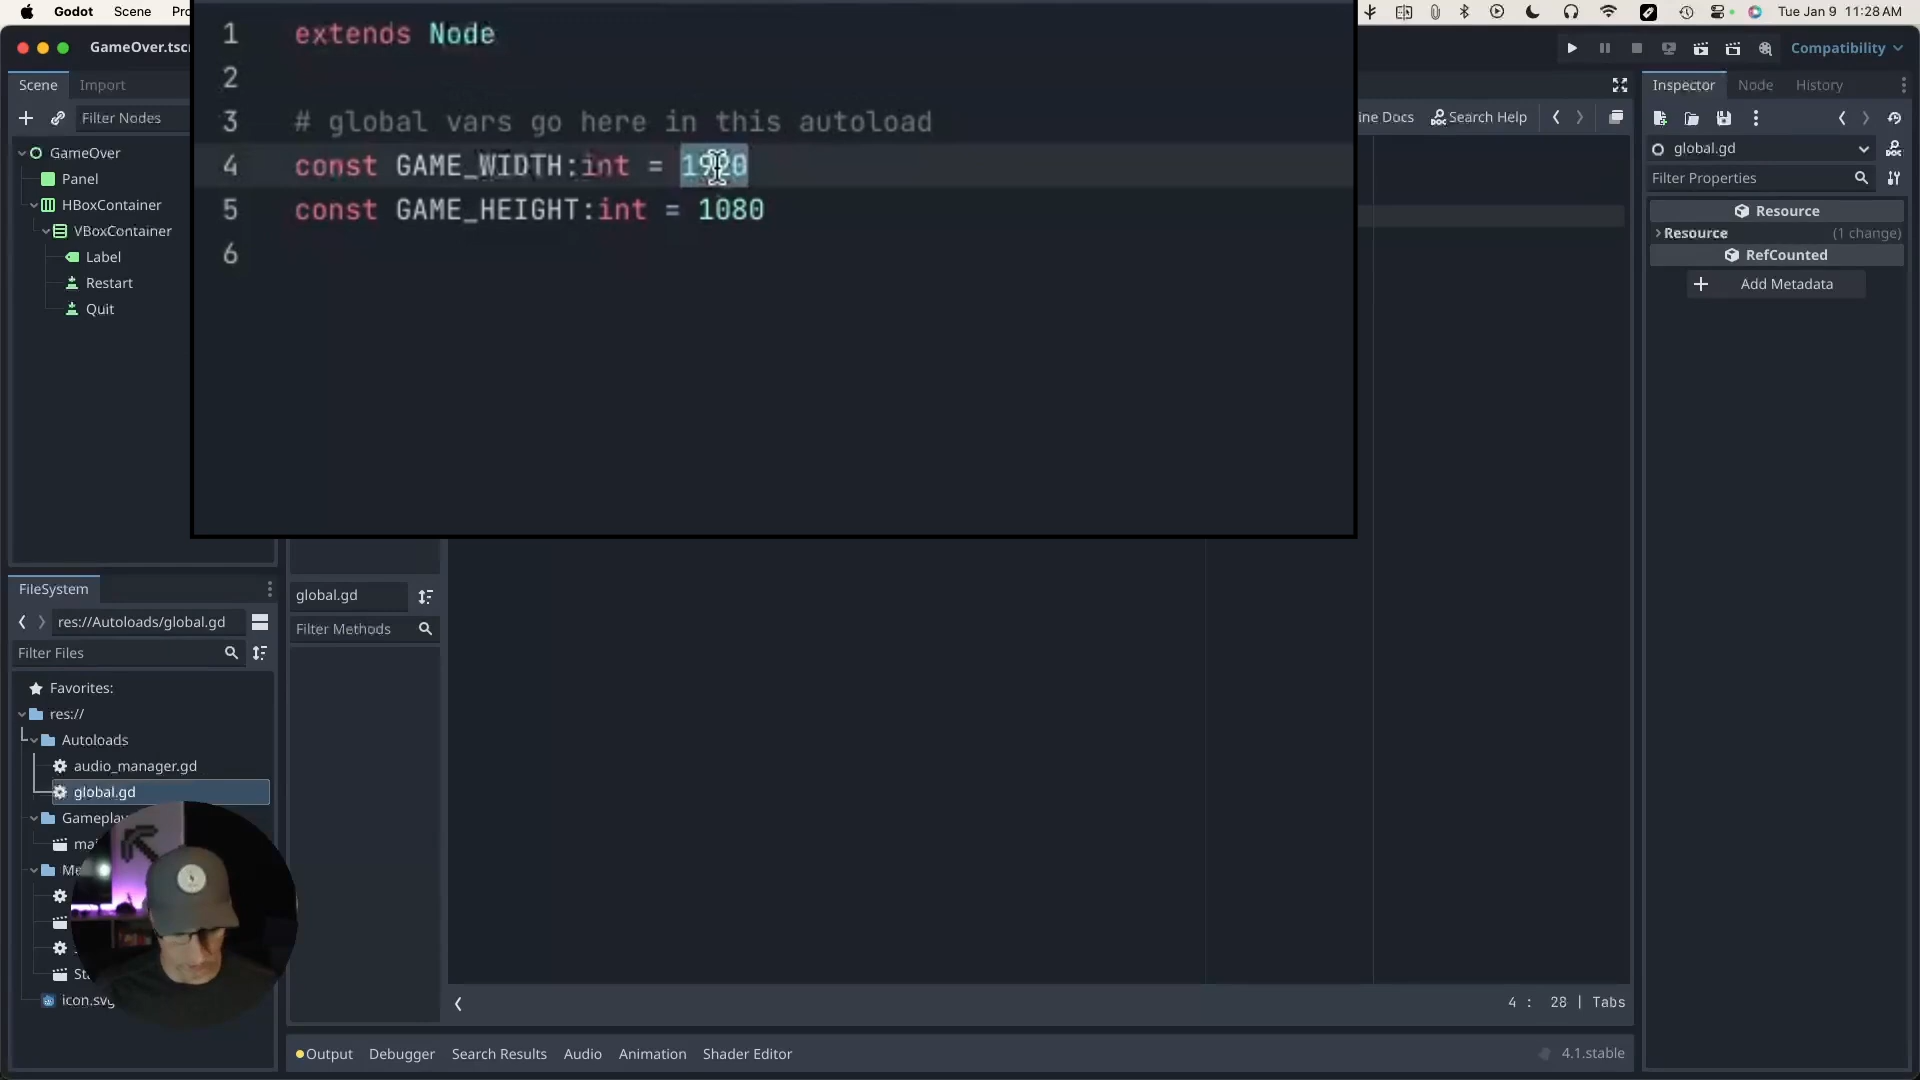 Godot Scene Tue Jan 9 11:28 AM
GameOver.tscn
Compatibility
Scene Import
Filter Nodes
GameOver
Panel
HBoxContainer
VBoxContainer
Label
Restart
Quit
1 extends Node
2
3 # global vars go here in this autoload
4 const GAME_WIDTH:int = 1920
5 const GAME_HEIGHT:int = 1080
6
ine Docs Search Help
Inspector Node History
global.gd
Filter Properties
Resource
Resource (1 change)
RefCounted
Add Metadata
FileSystem
res://Autoloads/global.gd
Filter Files
Favorites:
res://
Autoloads
audio_manager.gd
global.gd
Gameplay
mai
Me
Sta
icon.svg
global.gd
Filter Methods
4 : 28 | Tabs
Output Debugger Search Results Audio Animation Shader Editor
4.1.stable